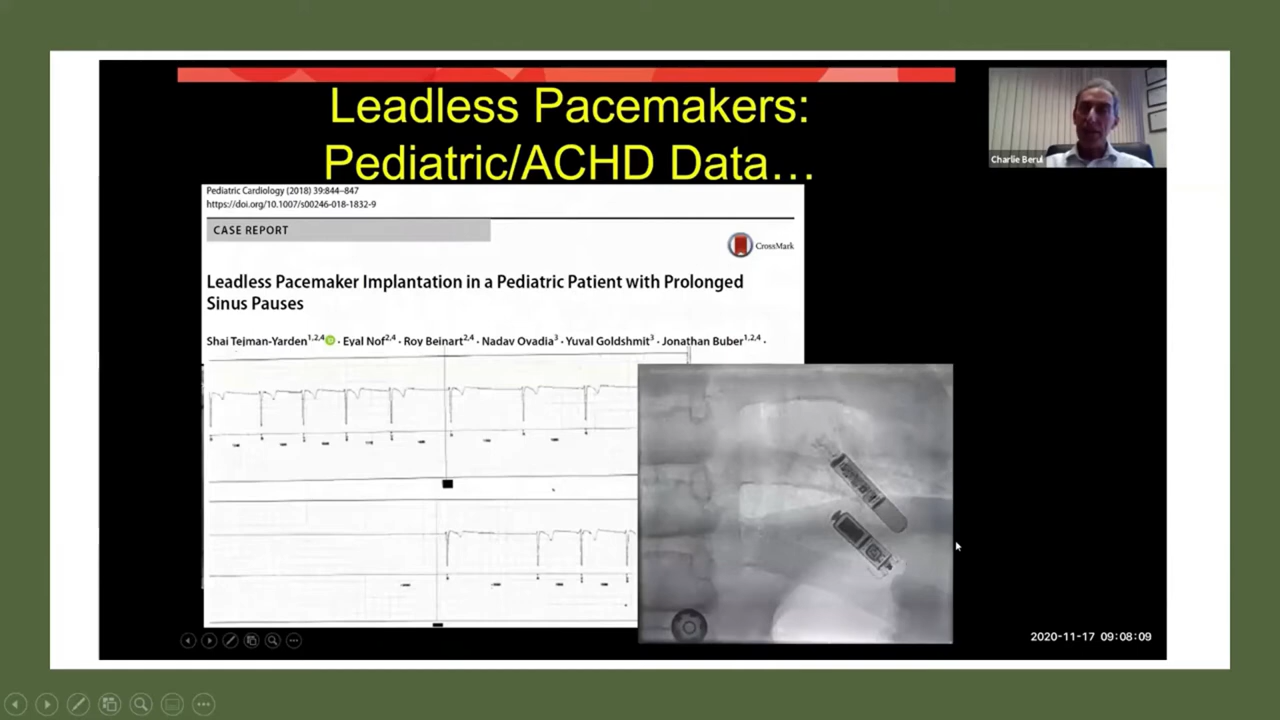 Leadless Pacemakers:
Pediatric/ACHD Data…
Charlie Berul
Pediatric Cardiology (2018) 39:844–847
https://doi.org/10.1007/s00246-018-1832-9
CASE REPORT
CrossMark
Leadless Pacemaker Implantation in a Pediatric Patient with Prolonged
Sinus Pauses
Shai Tejman-Yarden1,2,4 · Eyal Nof2,4 · Roy Beinart2,4 · Nadav Ovadia3 · Yuval Goldshmit3 · Jonathan Buber1,2,4 ·
2020-11-17 09:08:09